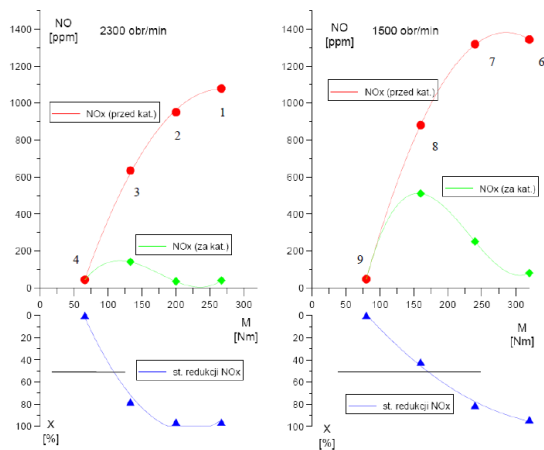 NO
[ppm]
2300 obr/min
1400
1200
1000
800
600
400
200
0
NOx (przed kat.)
1
2
3
4
NOx (za kat.)
0 50 100 150 200 250
M
[Nm]
0
20
40
60
80
100
st. redukcji NOx
X
[%]
NO
[ppm]
1500 obr/min
1400
1200
1000
800
600
400
200
0
NOx (przed kat.)
6
7
8
9
NOx (za kat.)
0 50 100 150 200 250 300
M
[Nm]
0
20
40
60
80
100
st. redukcji NOx
X
[%]